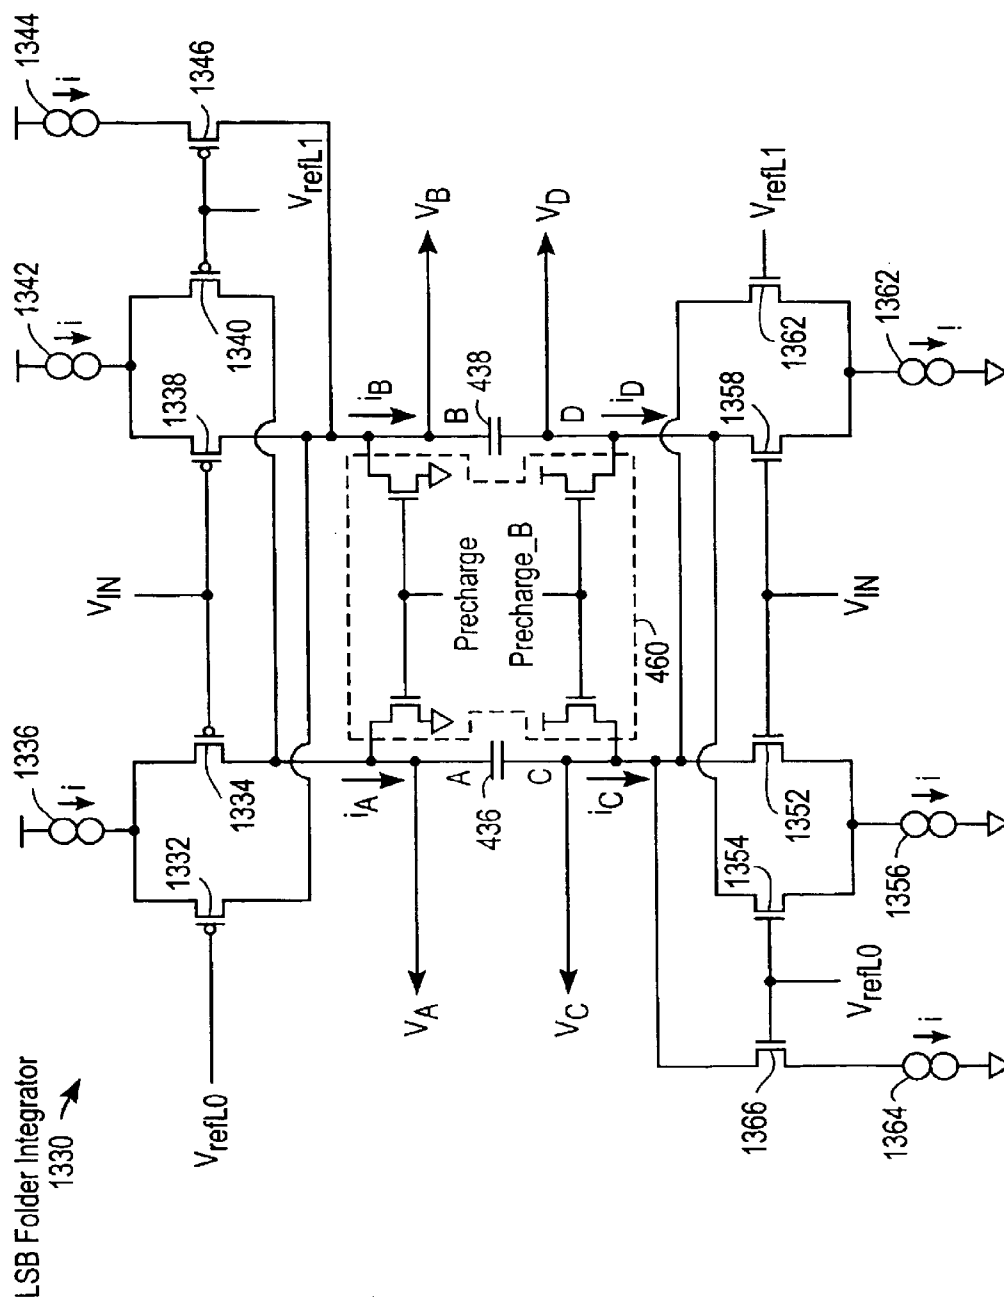 LSB Folder Integrator
1330
1336
i
1342
i
1344
i
1332
1334
1338
1340
1346
VIN
VrefL1
VrefL0
iA
iB
VA
A
436
B
438
VB
Precharge
Precharge_B
460
VC
C
iC
D
iD
VD
1366
1354
1352
1358
1362
VrefL1
VrefL0
VIN
1364
i
1356
i
1362
i